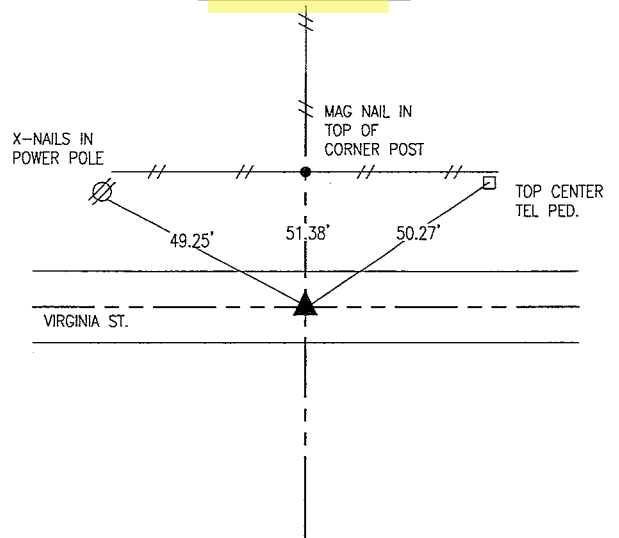 MAG NAIL IN
TOP OF
CORNER POST
X-NAILS IN
POWER POLE
TOP CENTER
TEL PED.
49.25'
51.38'
50.27'
VIRGINIA ST.